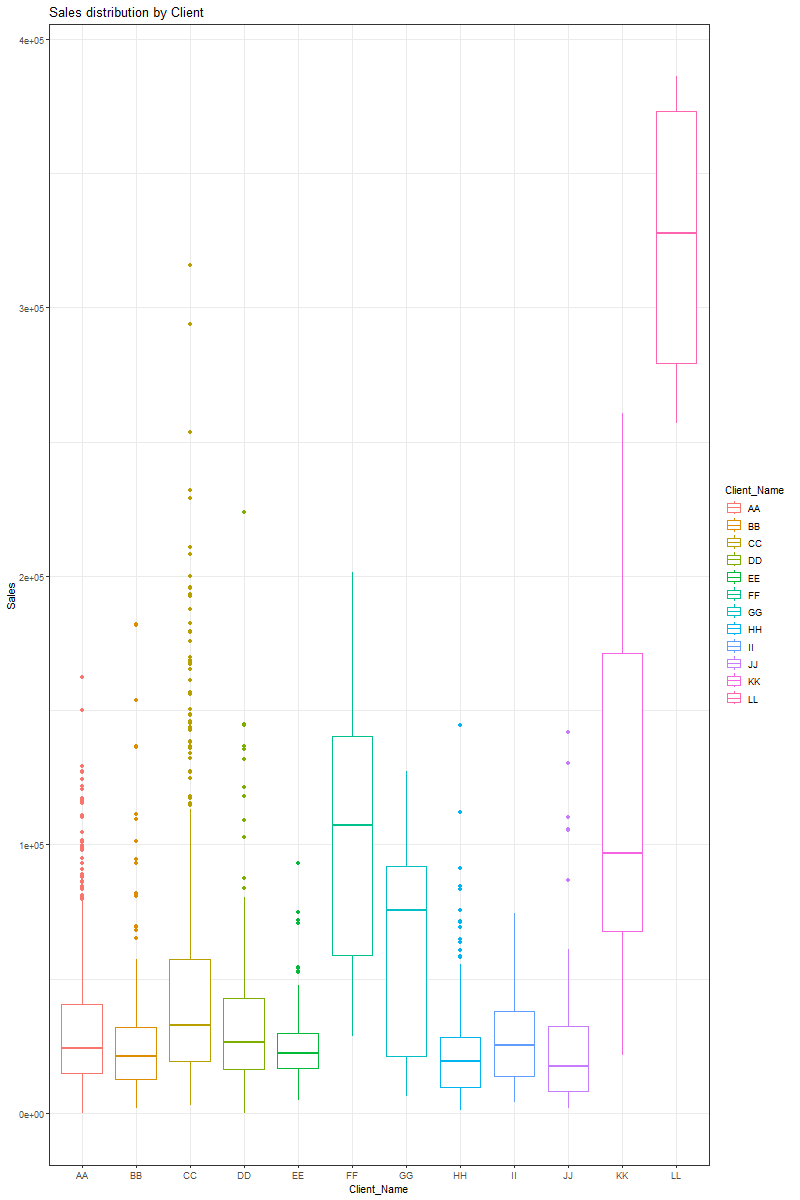 Sales distribution by Client
4e+05
3e+05
2e+05
1e+05
0e+00
Sales
AA BB CC DD EE FF GG HH II JJ KK LL
Client_Name
Client_Name
AA
BB
CC
DD
EE
FF
GG
HH
II
JJ
KK
LL